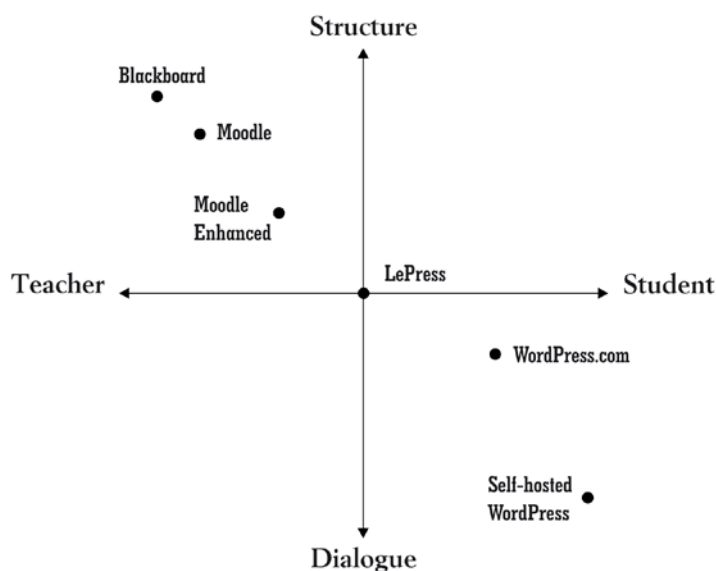 Structure
Blackboard
Moodle
Moodle
Enhanced
LePress
Teacher
Student
WordPress.com
Self-hosted
WordPress
Dialogue